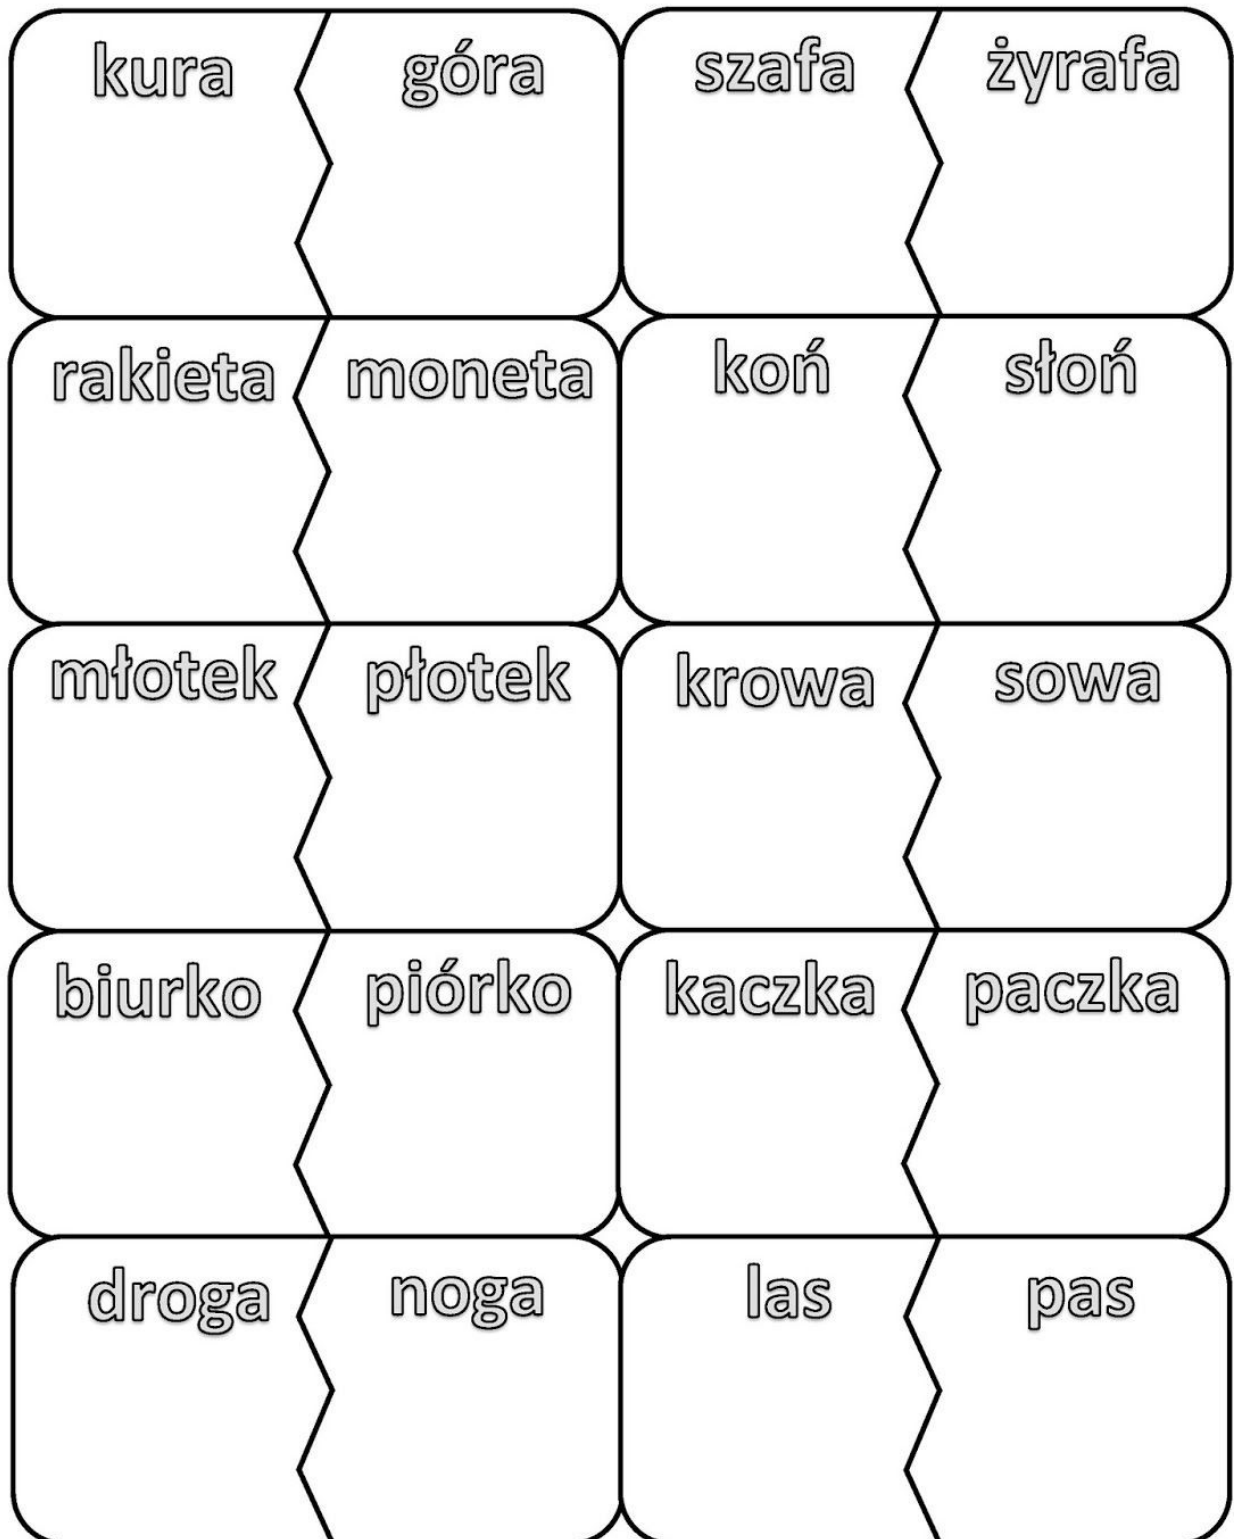 kura góra szafa żyrafa
rakieta moneta koń słoń
młotek płotek krowa sowa
biurko piórko kaczka paczka
droga noga las pas